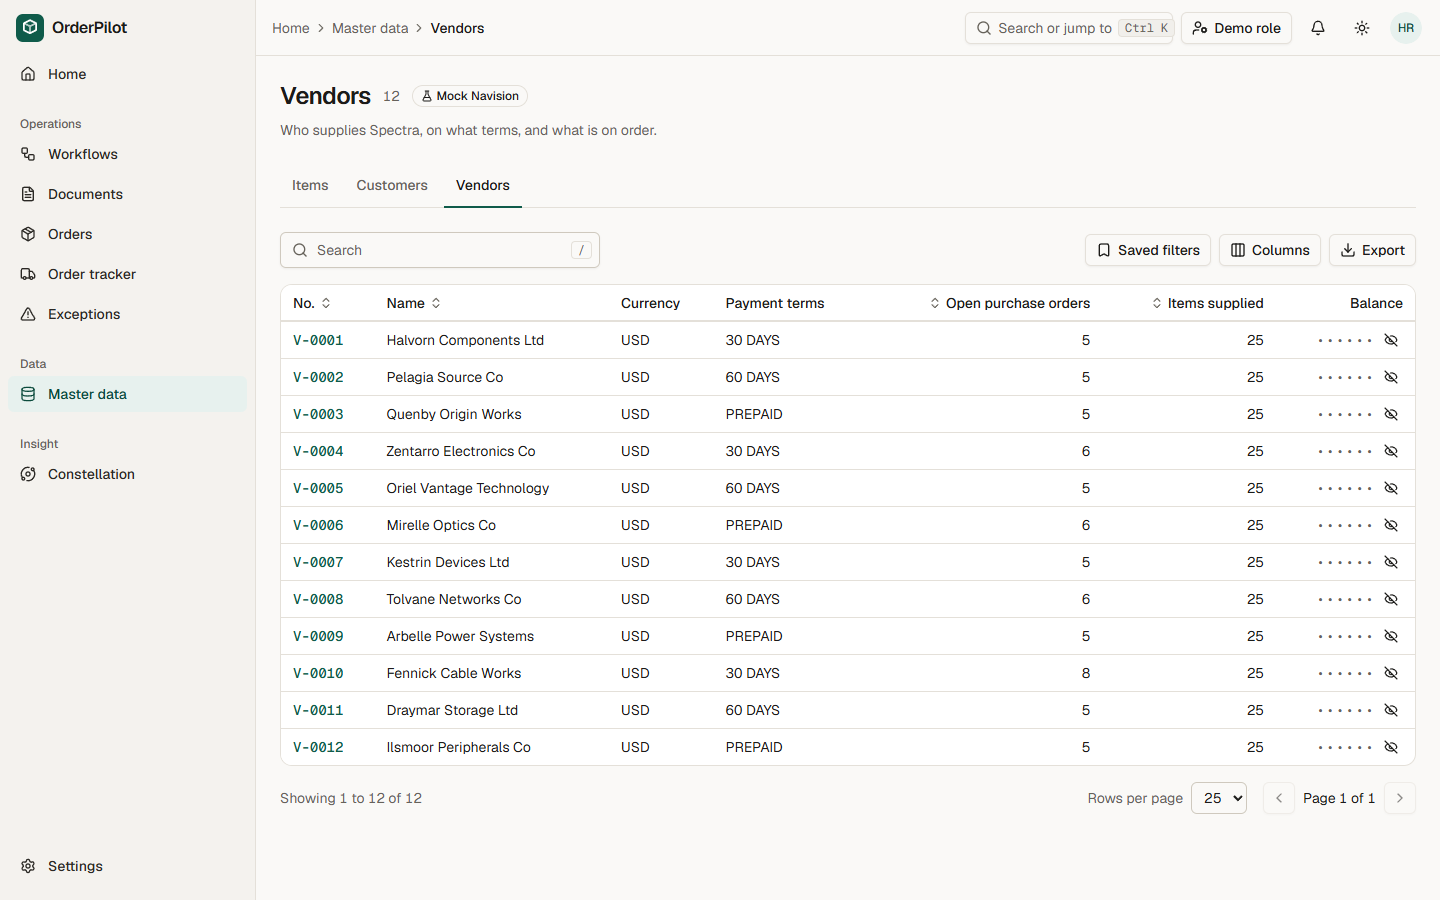 OrderPilot
Home
Operations
Workflows
Documents
Orders
Order tracker
Exceptions
Data
Master data
Insight
Constellation
Settings
Home > Master data > Vendors
Search or jump to Ctrl K
Demo role
HR
Vendors 12 Mock Navision
Who supplies Spectra, on what terms, and what is on order.
Items Customers Vendors
Search /
Saved filters Columns Export
No. Name Currency Payment terms Open purchase orders Items supplied Balance
V-0001 Halvorn Components Ltd USD 30 DAYS 5 25 ••••••
V-0002 Pelagia Source Co USD 60 DAYS 5 25 ••••••
V-0003 Quenby Origin Works USD PREPAID 5 25 ••••••
V-0004 Zentarro Electronics Co USD 30 DAYS 6 25 ••••••
V-0005 Oriel Vantage Technology USD 60 DAYS 5 25 ••••••
V-0006 Mirelle Optics Co USD PREPAID 6 25 ••••••
V-0007 Kestrin Devices Ltd USD 30 DAYS 5 25 ••••••
V-0008 Tolvane Networks Co USD 60 DAYS 6 25 ••••••
V-0009 Arbelle Power Systems USD PREPAID 5 25 ••••••
V-0010 Fennick Cable Works USD 30 DAYS 8 25 ••••••
V-0011 Draymar Storage Ltd USD 60 DAYS 5 25 ••••••
V-0012 Ilsmoor Peripherals Co USD PREPAID 5 25 ••••••
Showing 1 to 12 of 12
Rows per page 25 Page 1 of 1